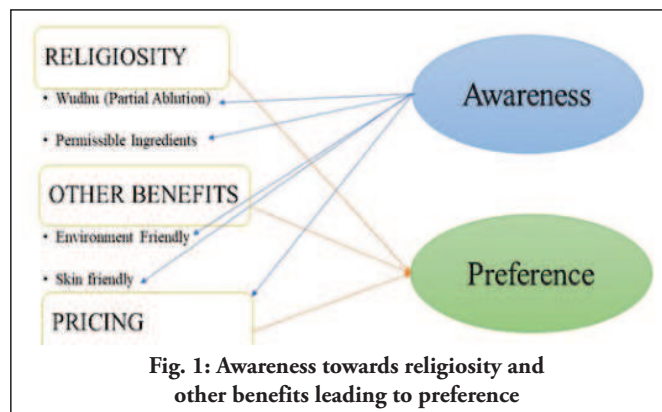 RELIGIOSITY
• Wudhu (Partial Ablution)
• Permissible Ingredients
OTHER BENEFITS
• Environment Friendly
• Skin friendly
PRICING
Awareness
Preference
Fig. 1: Awareness towards religiosity and
other benefits leading to preference